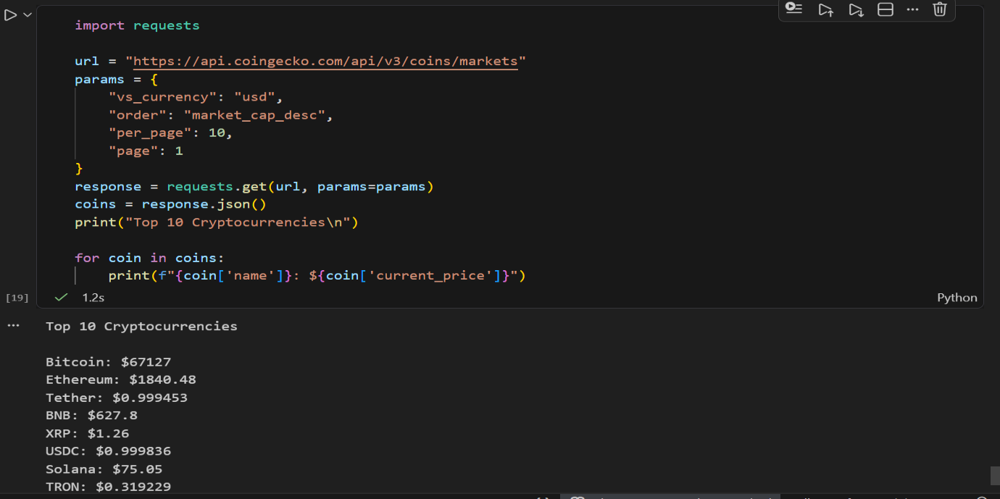 import requests
url = "https://api.coingecko.com/api/v3/coins/markets"
params = {
    "vs_currency": "usd",
    "order": "market_cap_desc",
    "per_page": 10,
    "page": 1
}
response = requests.get(url, params=params)
coins = response.json()
print("Top 10 Cryptocurrencies\n")
for coin in coins:
    print(f"{coin['name']}: ${coin['current_price']}")
[19] 1.2s Python
Top 10 Cryptocurrencies
Bitcoin: $67127
Ethereum: $1840.48
Tether: $0.999453
BNB: $627.8
XRP: $1.26
USDC: $0.999836
Solana: $75.05
TRON: $0.319229